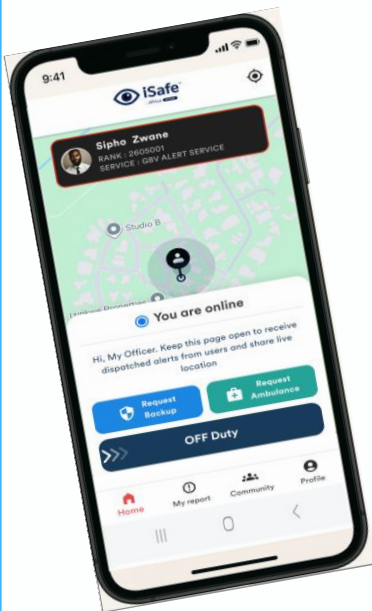 9:41
iSafe
Africa
Sipho Zwane
RANK : 2605001
SERVICE : GBV ALERT SERVICE
Studio B
Properties
You are online
Hi, My Officer. Keep this page open to receive
dispatched alerts from users and share live
location
Request
Backup
Request
Ambulance
OFF Duty
Home
My report
Community
Profile